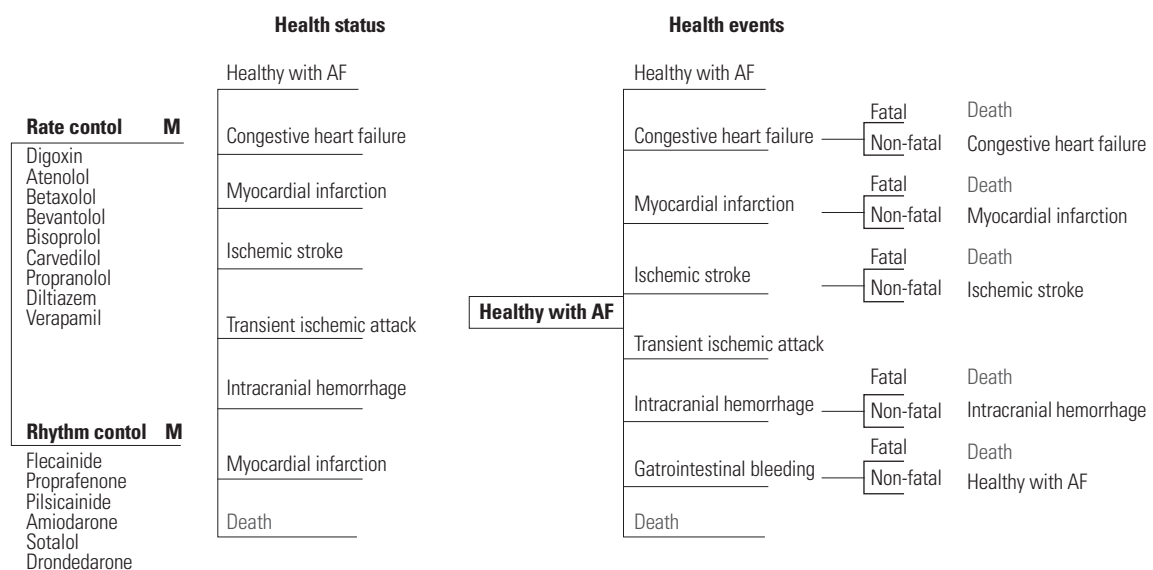 Health status
Health events
Rate contol M
Digoxin
Atenolol
Betaxolol
Bevantolol
Bisoprolol
Carvedilol
Propranolol
Diltiazem
Verapamil
Rhythm contol M
Flecainide
Proprafenone
Pilsicainide
Amiodarone
Sotalol
Drondedarone
Healthy with AF
Congestive heart failure
Myocardial infarction
Ischemic stroke
Transient ischemic attack
Intracranial hemorrhage
Myocardial infarction
Death
Healthy with AF
Healthy with AF
Congestive heart failure
Fatal Death
Non-fatal Congestive heart failure
Myocardial infarction
Fatal Death
Non-fatal Myocardial infarction
Ischemic stroke
Fatal Death
Non-fatal Ischemic stroke
Transient ischemic attack
Intracranial hemorrhage
Fatal Death
Non-fatal Intracranial hemorrhage
Gatrointestinal bleeding
Fatal Death
Non-fatal Healthy with AF
Death